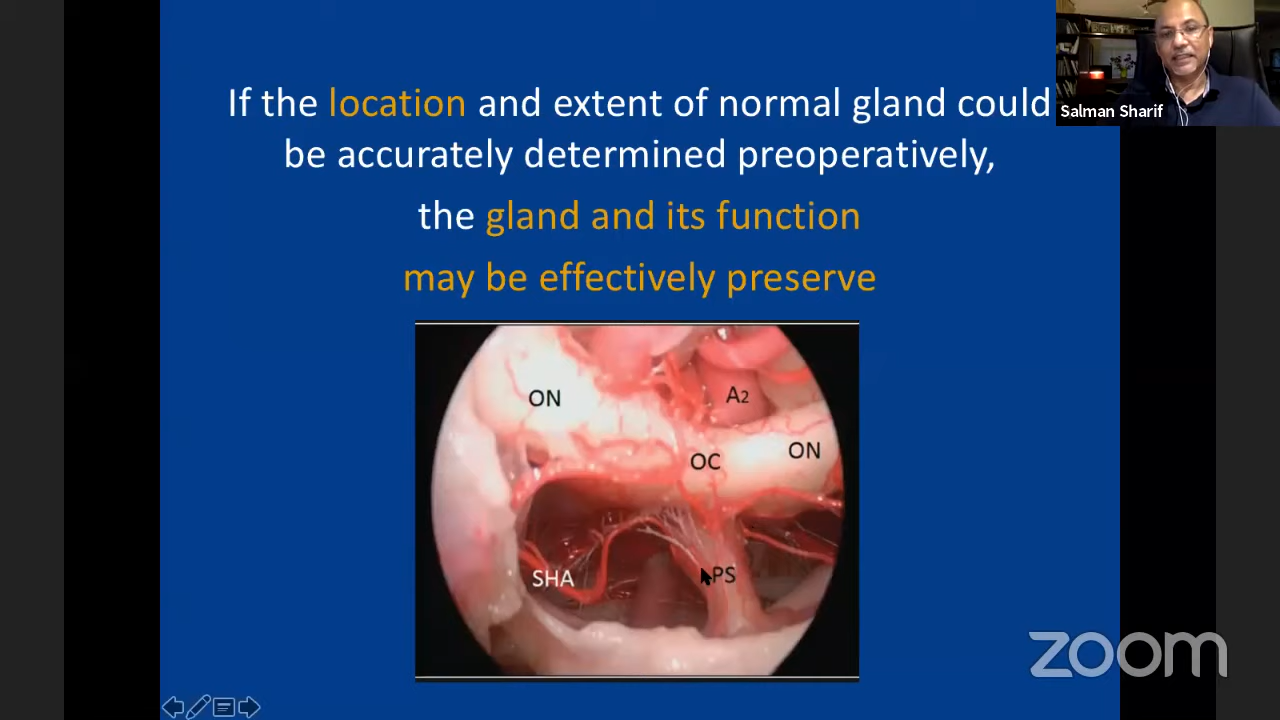 If the location and extent of normal gland could
be accurately determined preoperatively,
the gland and its function
may be effectively preserve
Salman Sharif
ON
A2
ON
OC
SHA
PS
zoom